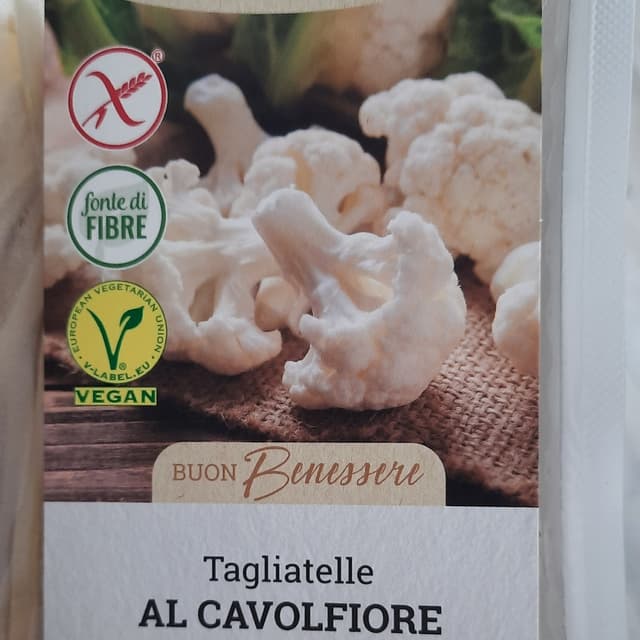 ®
fonte di
FIBRE
EUROPEAN VEGETARIAN UNION
V-LABEL.EU
®
VEGAN
BUON Benessere
Tagliatelle
AL CAVOLFIORE